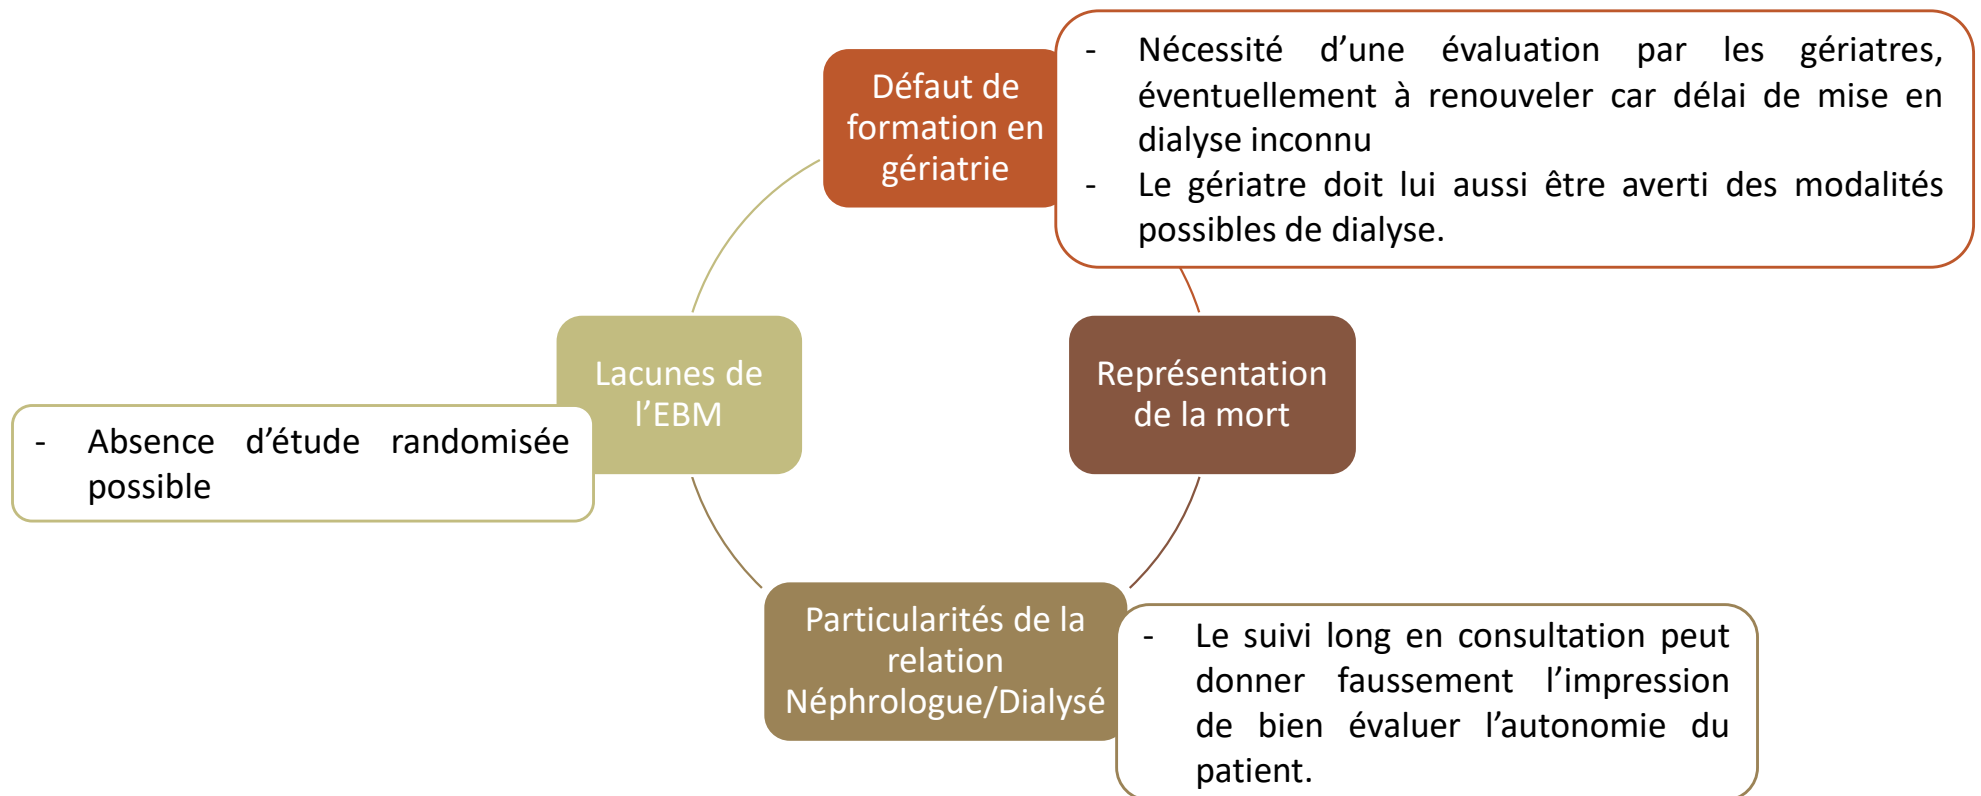 Défaut de
formation en
gériatrie
- Nécessité d’une évaluation par les gériatres,
éventuellement à renouveler car délai de mise en
dialyse inconnu
- Le gériatre doit lui aussi être averti des modalités
possibles de dialyse.
Lacunes de
l’EBM
- Absence d’étude randomisée
possible
Représentation
de la mort
Particularités de la
relation
Néphrologue/Dialysé
- Le suivi long en consultation peut
donner faussement l’impression
de bien évaluer l’autonomie du
patient.